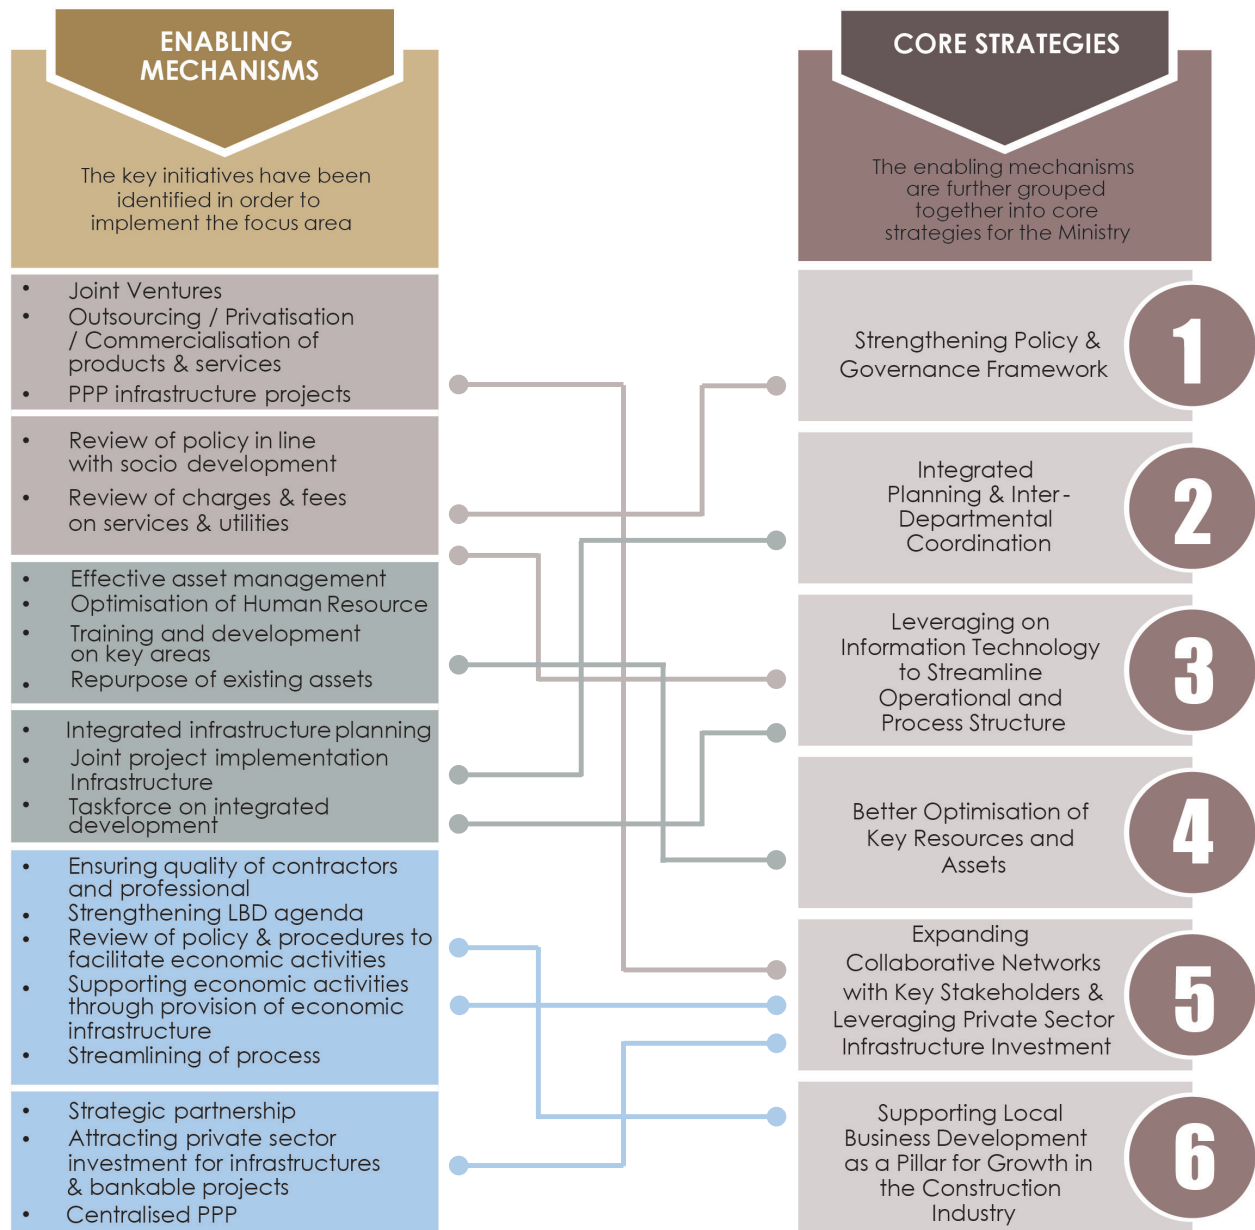 ENABLING
MECHANISMS
The key initiatives have been
identified in order to
implement the focus area
• Joint Ventures
• Outsourcing / Privatisation
/ Commercialisation of
products & services
• PPP infrastructure projects
• Review of policy in line
with socio development
• Review of charges & fees
on services & utilities
• Effective asset management
• Optimisation of Human Resource
• Training and development
on key areas
• Repurpose of existing assets
• Integrated infrastructure planning
• Joint project implementation
Infrastructure
• Taskforce on integrated
development
• Ensuring quality of contractors
and professional
• Strengthening LBD agenda
• Review of policy & procedures to
facilitate economic activities
• Supporting economic activities
through provision of economic
infrastructure
• Streamlining of process
• Strategic partnership
• Attracting private sector
investment for infrastructures
& bankable projects
• Centralised PPP
CORE STRATEGIES
The enabling mechanisms
are further grouped
together into core
strategies for the Ministry
Strengthening Policy &
Governance Framework
1
Integrated
Planning & Inter-
Departmental
Coordination
2
Leveraging on
Information Technology
to Streamline
Operational and
Process Structure
3
Better Optimisation of
Key Resources and
Assets
4
Expanding
Collaborative Networks
with Key Stakeholders &
Leveraging Private Sector
Infrastructure Investment
5
Supporting Local
Business Development
as a Pillar for Growth in
the Construction
Industry
6